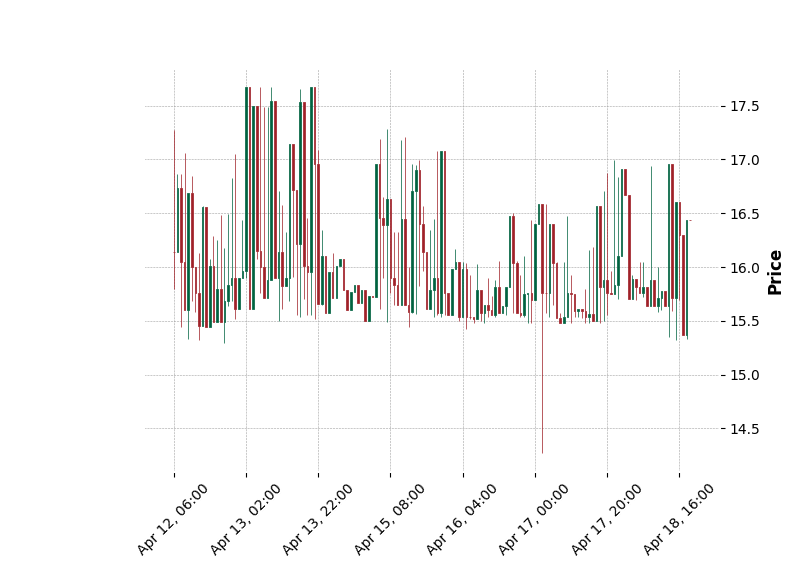 17.5
17.0
16.5
16.0
15.5
15.0
14.5
Price
Apr 12, 06:00
Apr 13, 02:00
Apr 13, 22:00
Apr 15, 08:00
Apr 16, 04:00
Apr 17, 00:00
Apr 17, 20:00
Apr 18, 16:00